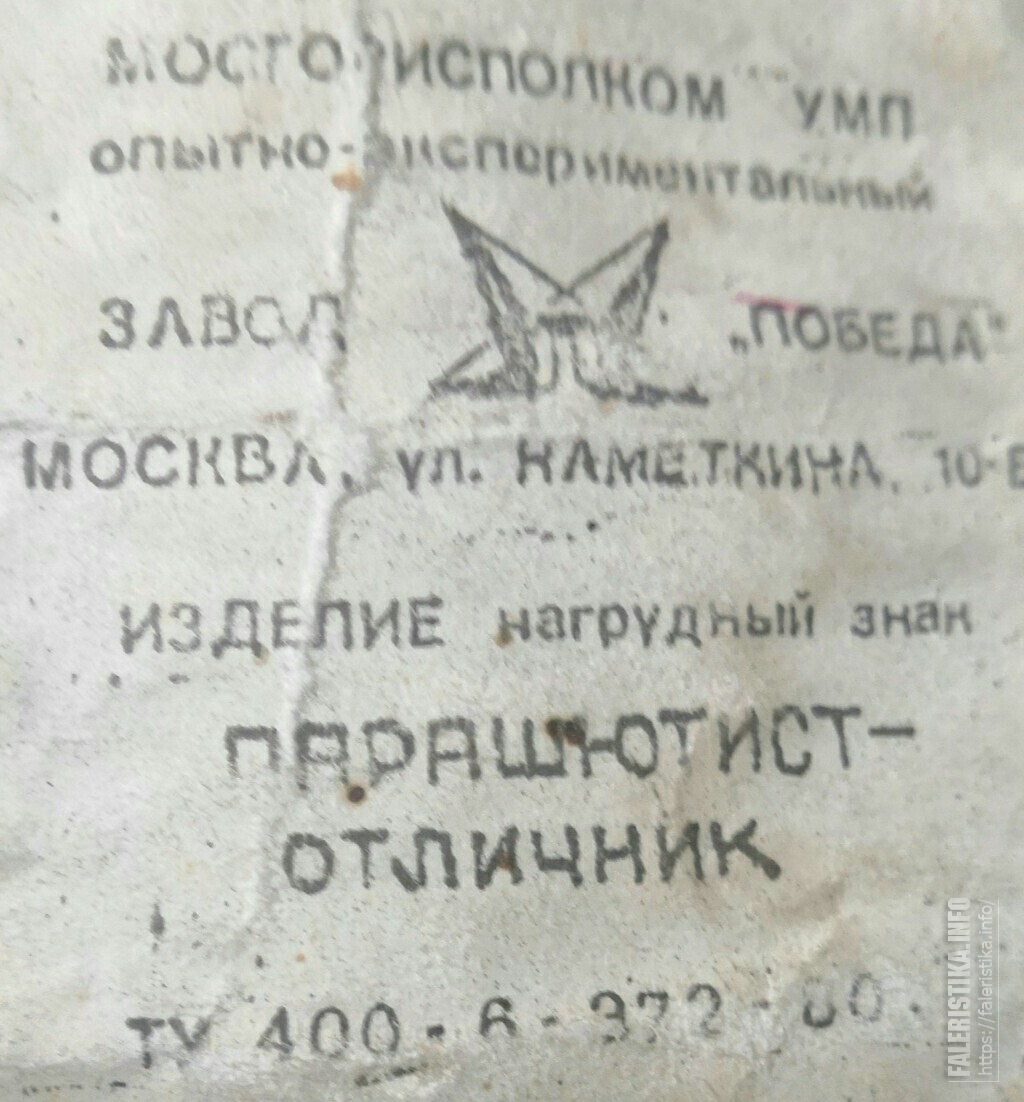 МОСГОРИСПОЛКОМ УМП
ОПЫТНО-ЭКСПЕРИМЕНТАЛЬНЫЙ
ЗАВОД „ПОБЕДА"
МОСКВА, ул. НАМЕТКИНА, 10-Б
ИЗДЕЛИЕ нагрудный знак
ПАРАШЮТИСТ-
ОТЛИЧНИК
ТУ 400-6-372-80.
FALERISTIKA.INFO
https://faleristika.info/